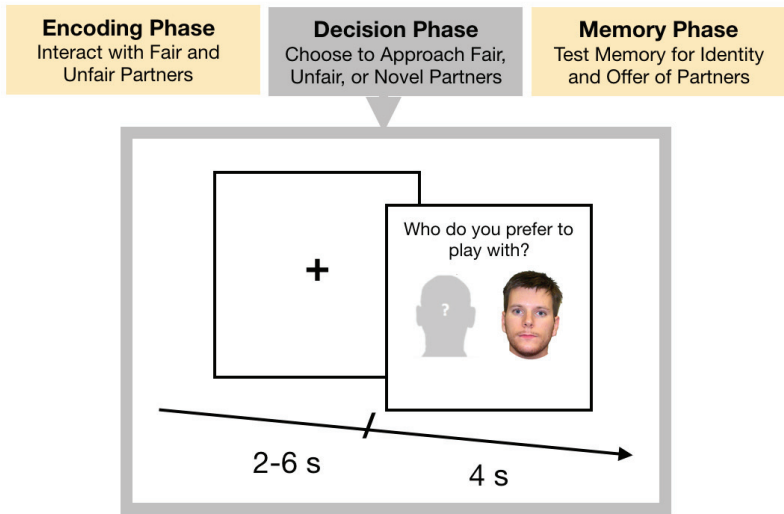 Encoding Phase
Interact with Fair and
Unfair Partners
Decision Phase
Choose to Approach Fair,
Unfair, or Novel Partners
Memory Phase
Test Memory for Identity
and Offer of Partners
+
Who do you prefer to
play with?
?
2-6 s
4 s